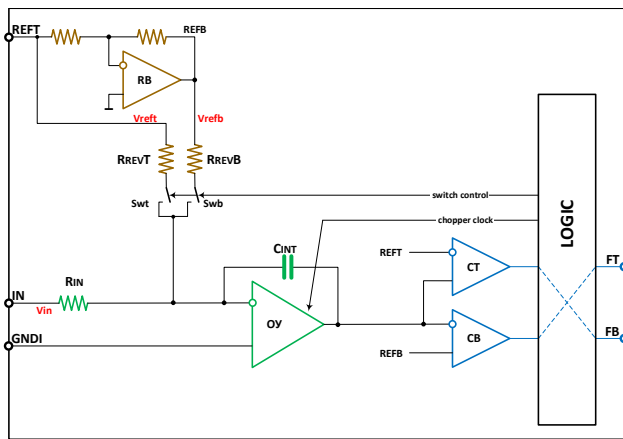 REFT
REFB
RB
Vreft
Vrefb
RREVT
RREVB
Swt
Swb
switch control
chopper clock
LOGIC
CINT
REFT
CT
FT
IN
RIN
Vin
ОУ
CB
FB
GNDI
REFB